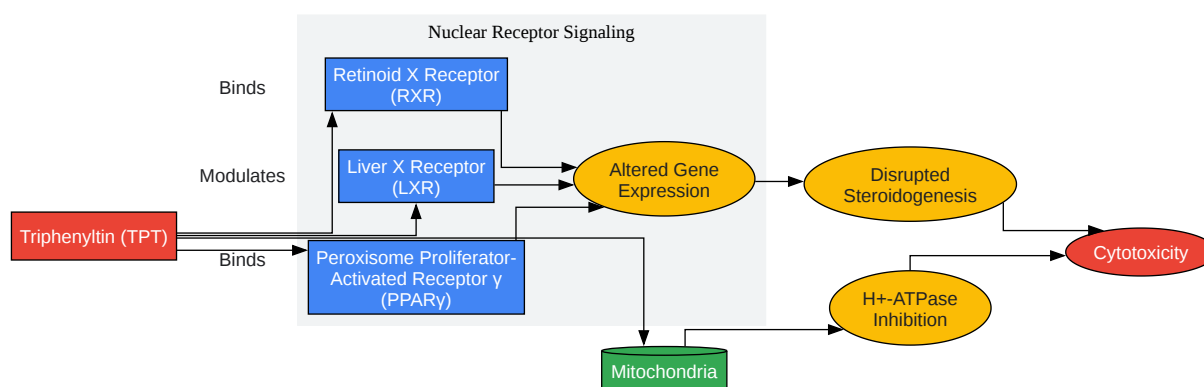 Nuclear Receptor Signaling
Binds
Retinoid X Receptor
(RXR)
Modulates
Liver X Receptor
(LXR)
Altered Gene
Expression
Disrupted
Steroidogenesis
Triphenyltin (TPT)
Binds
Peroxisome Proliferator-
Activated Receptor γ
(PPARγ)
Cytotoxicity
H+-ATPase
Inhibition
Mitochondria